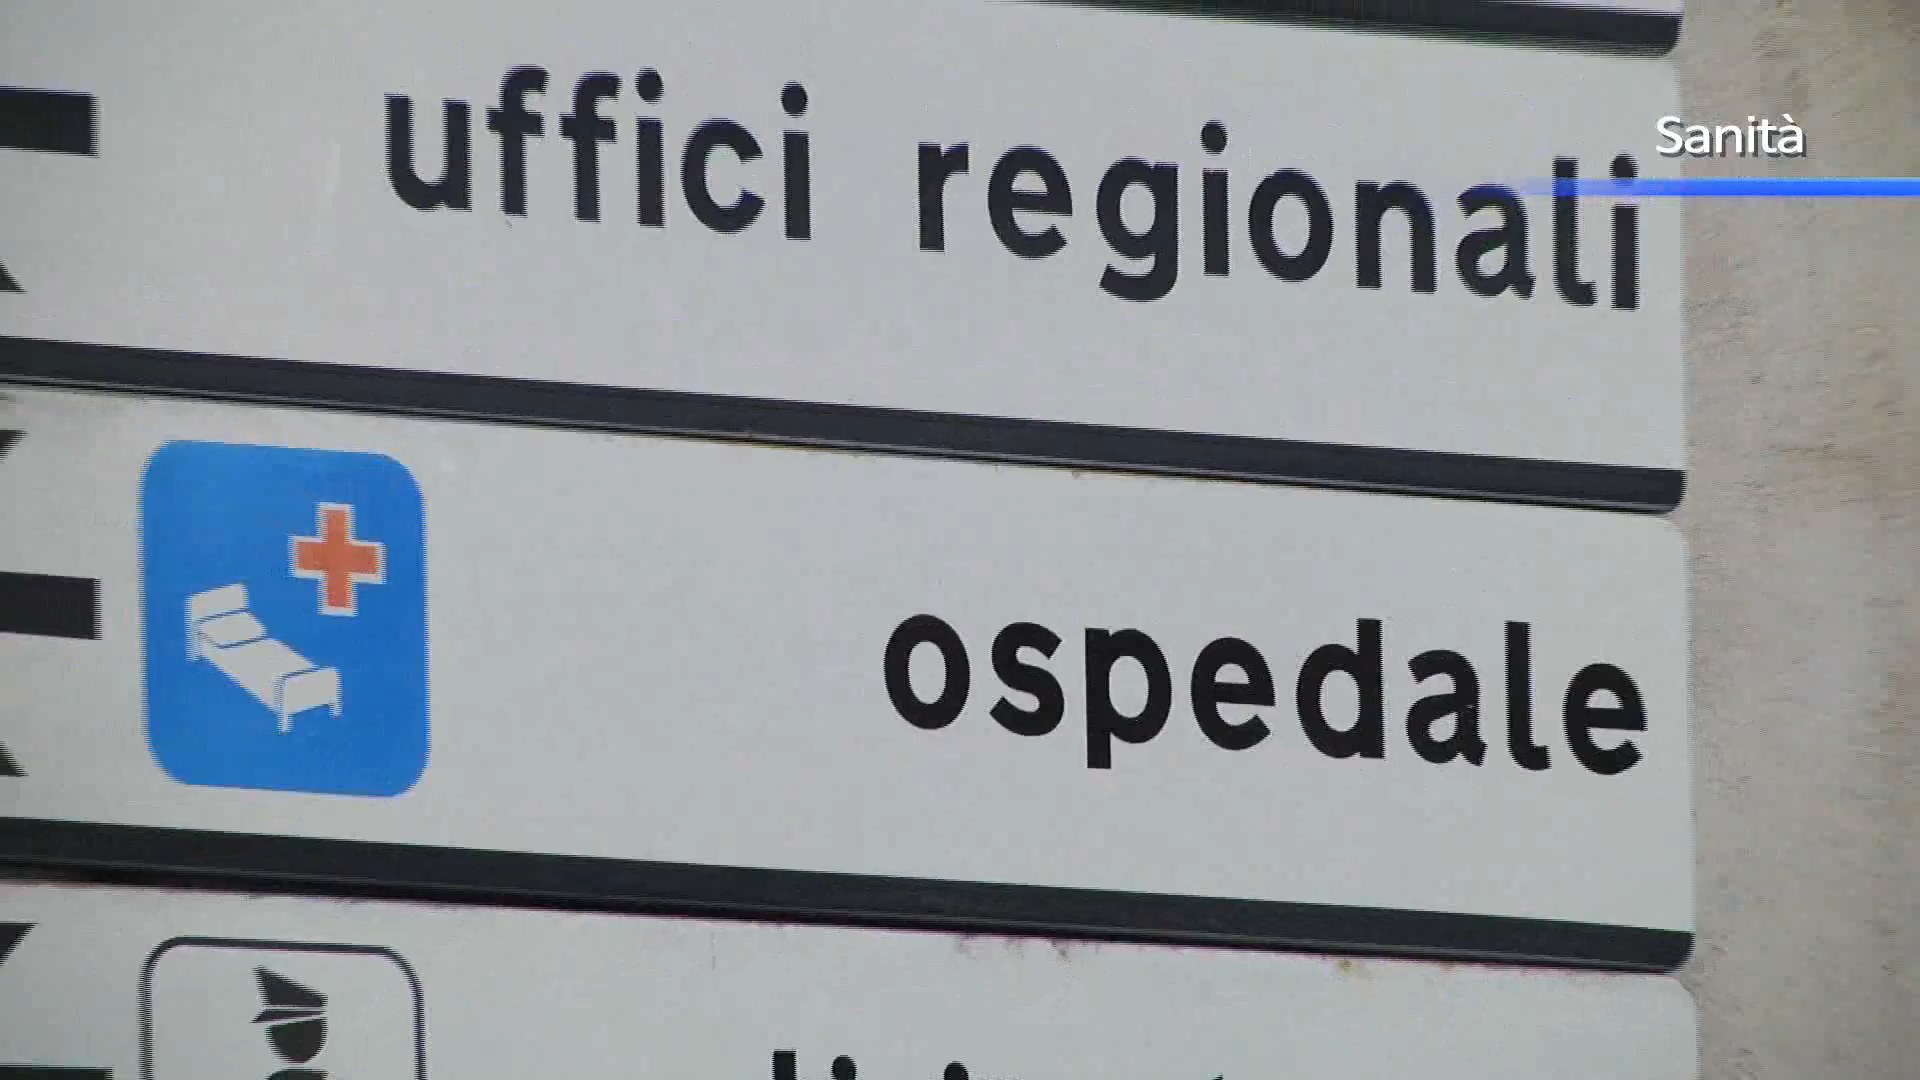 Sanità
uffici regionali
ospedale